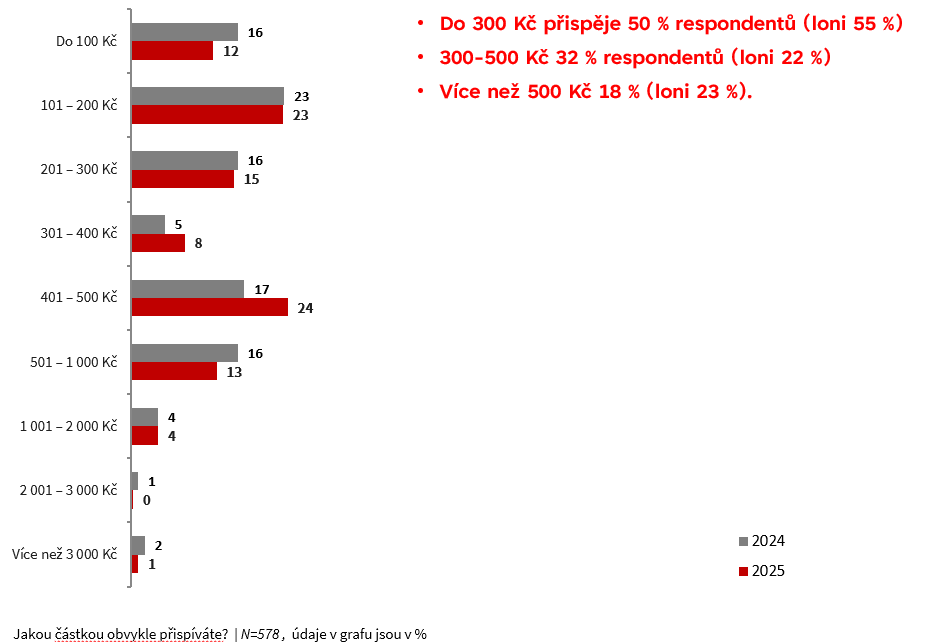 • Do 300 Kč přispěje 50 % respondentů (loni 55 %)
• 300-500 Kč 32 % respondentů (loni 22 %)
• Více než 500 Kč 18 % (loni 23 %).
Do 100 Kč
16
12
101 – 200 Kč
23
23
201 – 300 Kč
16
15
301 – 400 Kč
5
8
401 – 500 Kč
17
24
501 – 1 000 Kč
16
13
1 001 – 2 000 Kč
4
4
2 001 – 3 000 Kč
1
0
Více než 3 000 Kč
2
1
2024
2025
Jakou částkou obvykle přispíváte? | N=578, údaje v grafu jsou v %